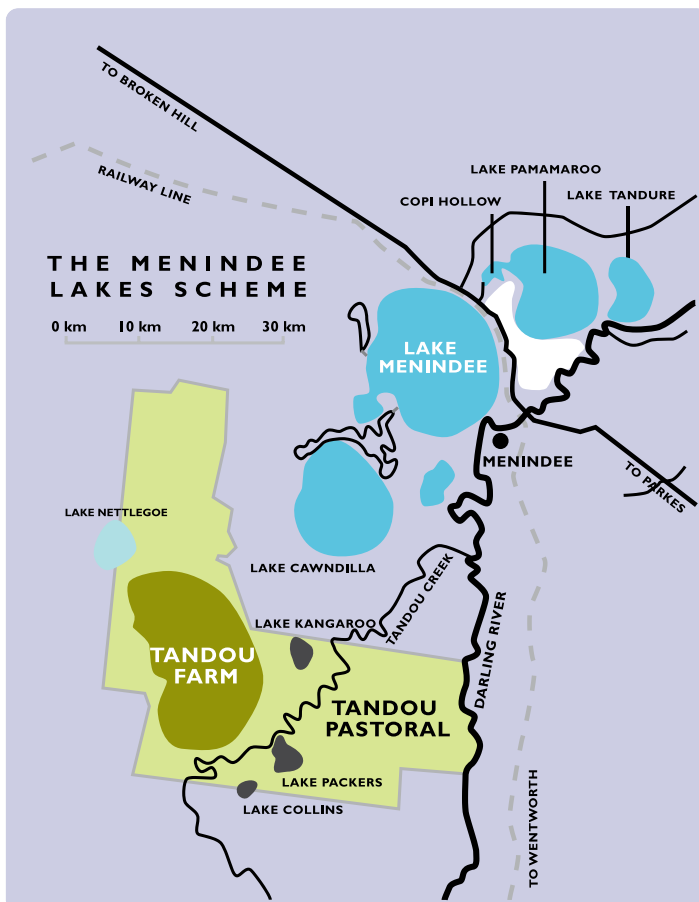 TO BROKEN HILL
RAILWAY LINE
LAKE PAMAMAROO
COPI HOLLOW
LAKE TANDURE
THE MENINDEE
LAKES SCHEME
0 km 10 km 20 km 30 km
LAKE
MENINDEE
MENINDEE
TO PARKES
LAKE NETTLEGOE
LAKE CAWNDILLA
TANDOU CREEK
LAKE KANGAROO
DARLING RIVER
TANDOU
FARM
TANDOU
PASTORAL
LAKE PACKERS
LAKE COLLINS
TO WENTWORTH